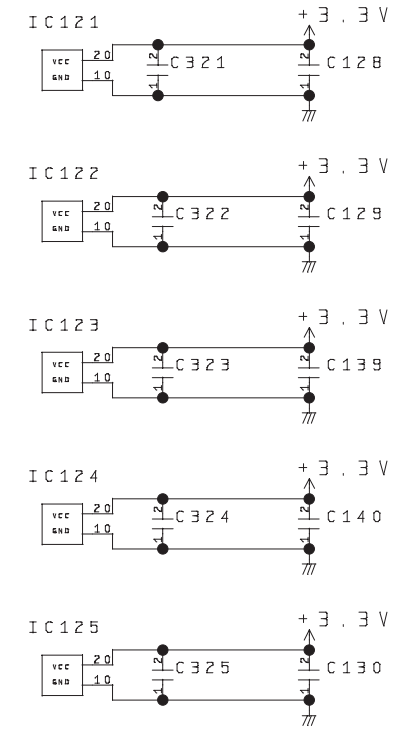 IC121
+3.3V
VCC 20 2 C321 2 C128
GND 10 1 1
IC122
+3.3V
VCC 20 2 C322 2 C129
GND 10 1 1
IC123
+3.3V
VCC 20 2 C323 2 C139
GND 10 1 1
IC124
+3.3V
VCC 20 2 C324 2 C140
GND 10 1 1
IC125
+3.3V
VCC 20 2 C325 2 C130
GND 10 1 1